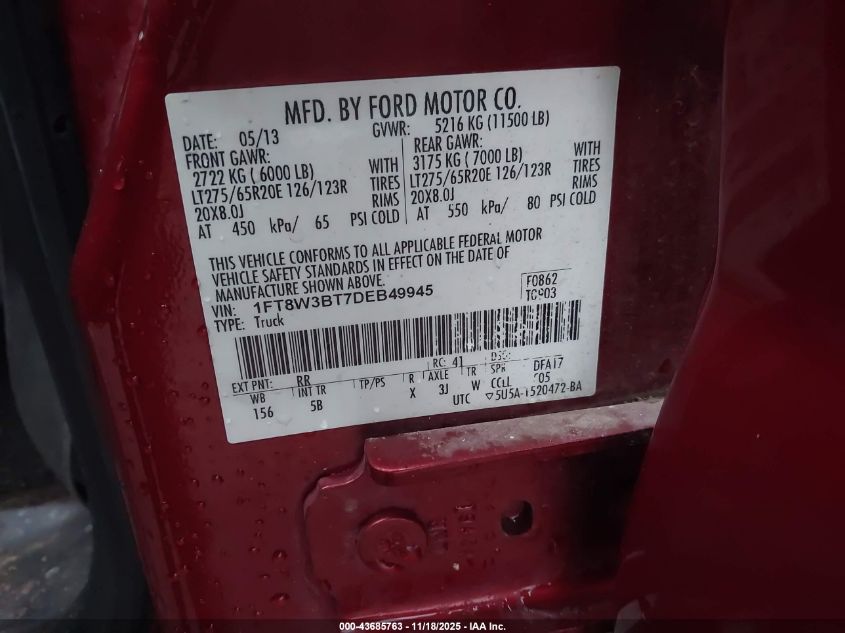 MFD. BY FORD MOTOR CO.
DATE: 05/13 GVWR: 5216 KG (11500 LB)
FRONT GAWR: REAR GAWR:
2722 KG ( 6000 LB) WITH 3175 KG ( 7000 LB) WITH
LT275/65R20E 126/123R TIRES LT275/65R20E 126/123R TIRES
20X8.0J RIMS 20X8.0J RIMS
AT 450 kPa/ 65 PSI COLD AT 550 kPa/ 80 PSI COLD
THIS VEHICLE CONFORMS TO ALL APPLICABLE FEDERAL MOTOR
VEHICLE SAFETY STANDARDS IN EFFECT ON THE DATE OF
MANUFACTURE SHOWN ABOVE.
VIN: 1FT8W3BT7DEB49945 F0862
TYPE: Truck
EXT PNT: RR RC: 41 DSO:
WB INT TR TP/PS R AXLE TR SPR DFA17
156 5B X 3J W
UTC ▽5U5A-1520472-BA
000-43685763 - 11/18/2025 - IAA Inc.